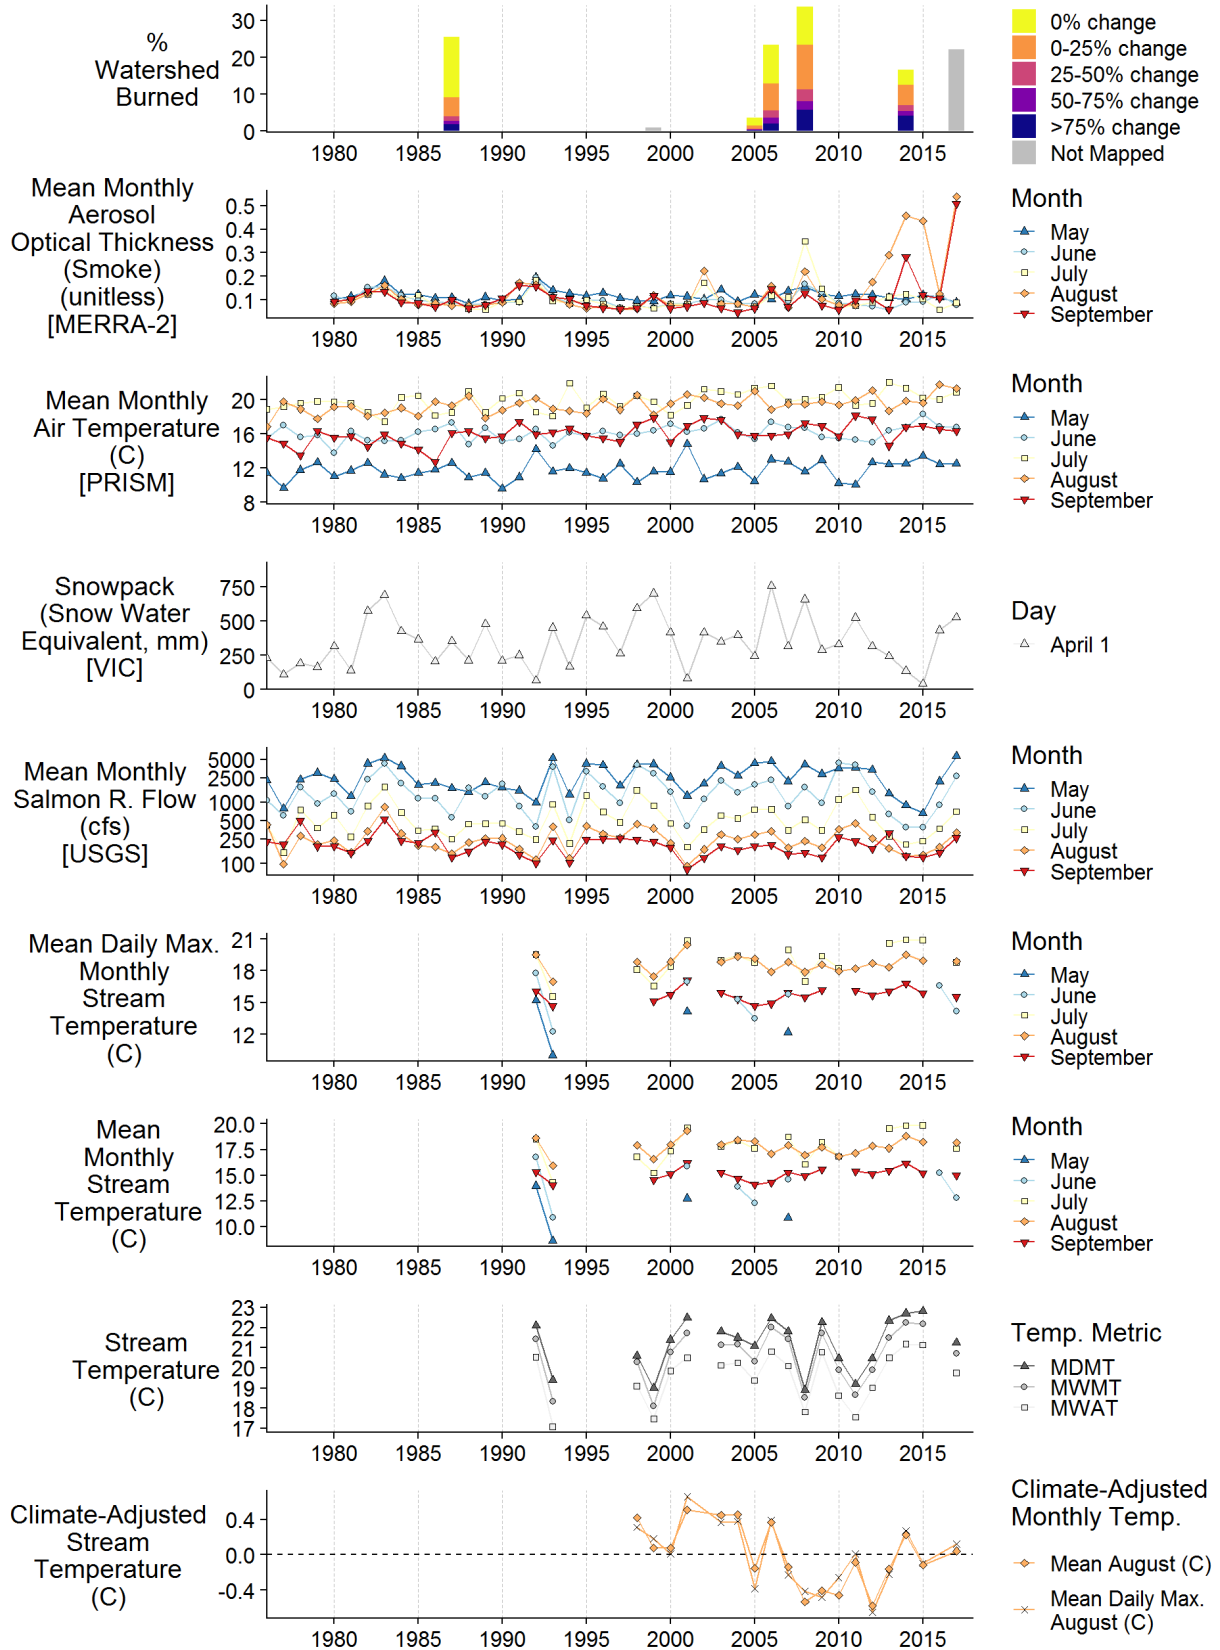 %
Watershed
Burned
30
20
10
0
1980 1985 1990 1995 2000 2005 2010 2015
0% change
0-25% change
25-50% change
50-75% change
>75% change
Not Mapped
Mean Monthly
Aerosol
Optical Thickness
(Smoke)
(unitless)
[MERRA-2]
0.5
0.4
0.3
0.2
0.1
1980 1985 1990 1995 2000 2005 2010 2015
Month
May
June
July
August
September
Mean Monthly
Air Temperature
(C)
[PRISM]
20
16
12
8
1980 1985 1990 1995 2000 2005 2010 2015
Month
May
June
July
August
September
Snowpack
(Snow Water
Equivalent, mm)
[VIC]
750
500
250
0
1980 1985 1990 1995 2000 2005 2010 2015
Day
April 1
Mean Monthly
Salmon R. Flow
(cfs)
[USGS]
5000
2500
1000
500
250
100
1980 1985 1990 1995 2000 2005 2010 2015
Month
May
June
July
August
September
Mean Daily Max.
Monthly
Stream
Temperature
(C)
21
18
15
12
1980 1985 1990 1995 2000 2005 2010 2015
Month
May
June
July
August
September
Mean
Monthly
Stream
Temperature
(C)
20.0
17.5
15.0
12.5
10.0
1980 1985 1990 1995 2000 2005 2010 2015
Month
May
June
July
August
September
Stream
Temperature
(C)
23
22
21
20
19
18
17
1980 1985 1990 1995 2000 2005 2010 2015
Temp. Metric
MDMT
MWMT
MWAT
Climate-Adjusted
Stream
Temperature
(C)
0.4
0.0
-0.4
1980 1985 1990 1995 2000 2005 2010 2015
Climate-Adjusted
Monthly Temp.
Mean August (C)
Mean Daily Max.
August (C)